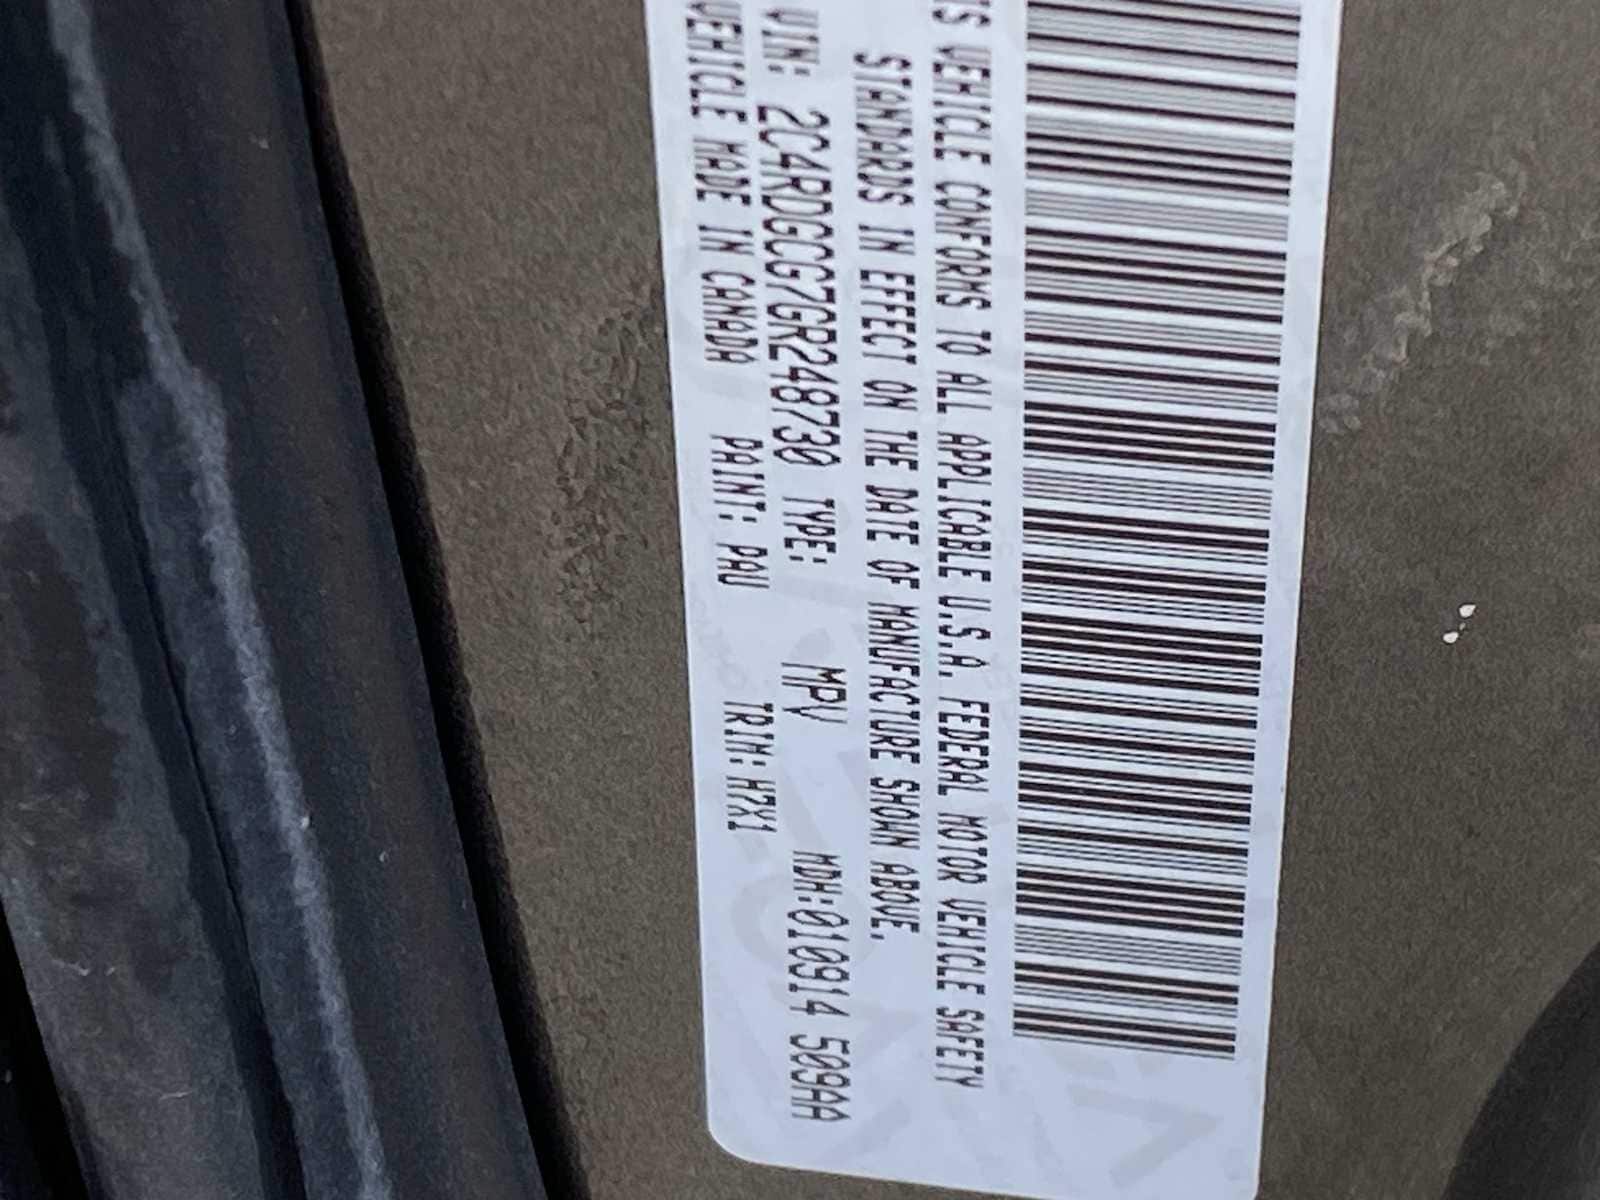 IS VEHICLE CONFORMS TO ALL APPLICABLE U.S.A. FEDERAL MOTOR VEHICLE SAFETY
STANDARDS IN EFFECT ON THE DATE OF MANUFACTURE SHOWN ABOVE.
VIN: 2C4RDGCG7GR248730 TYPE: MPV MDH:010914 509AA
VEHICLE MADE IN CANADA PAINT: PAU TRIM: H7X1